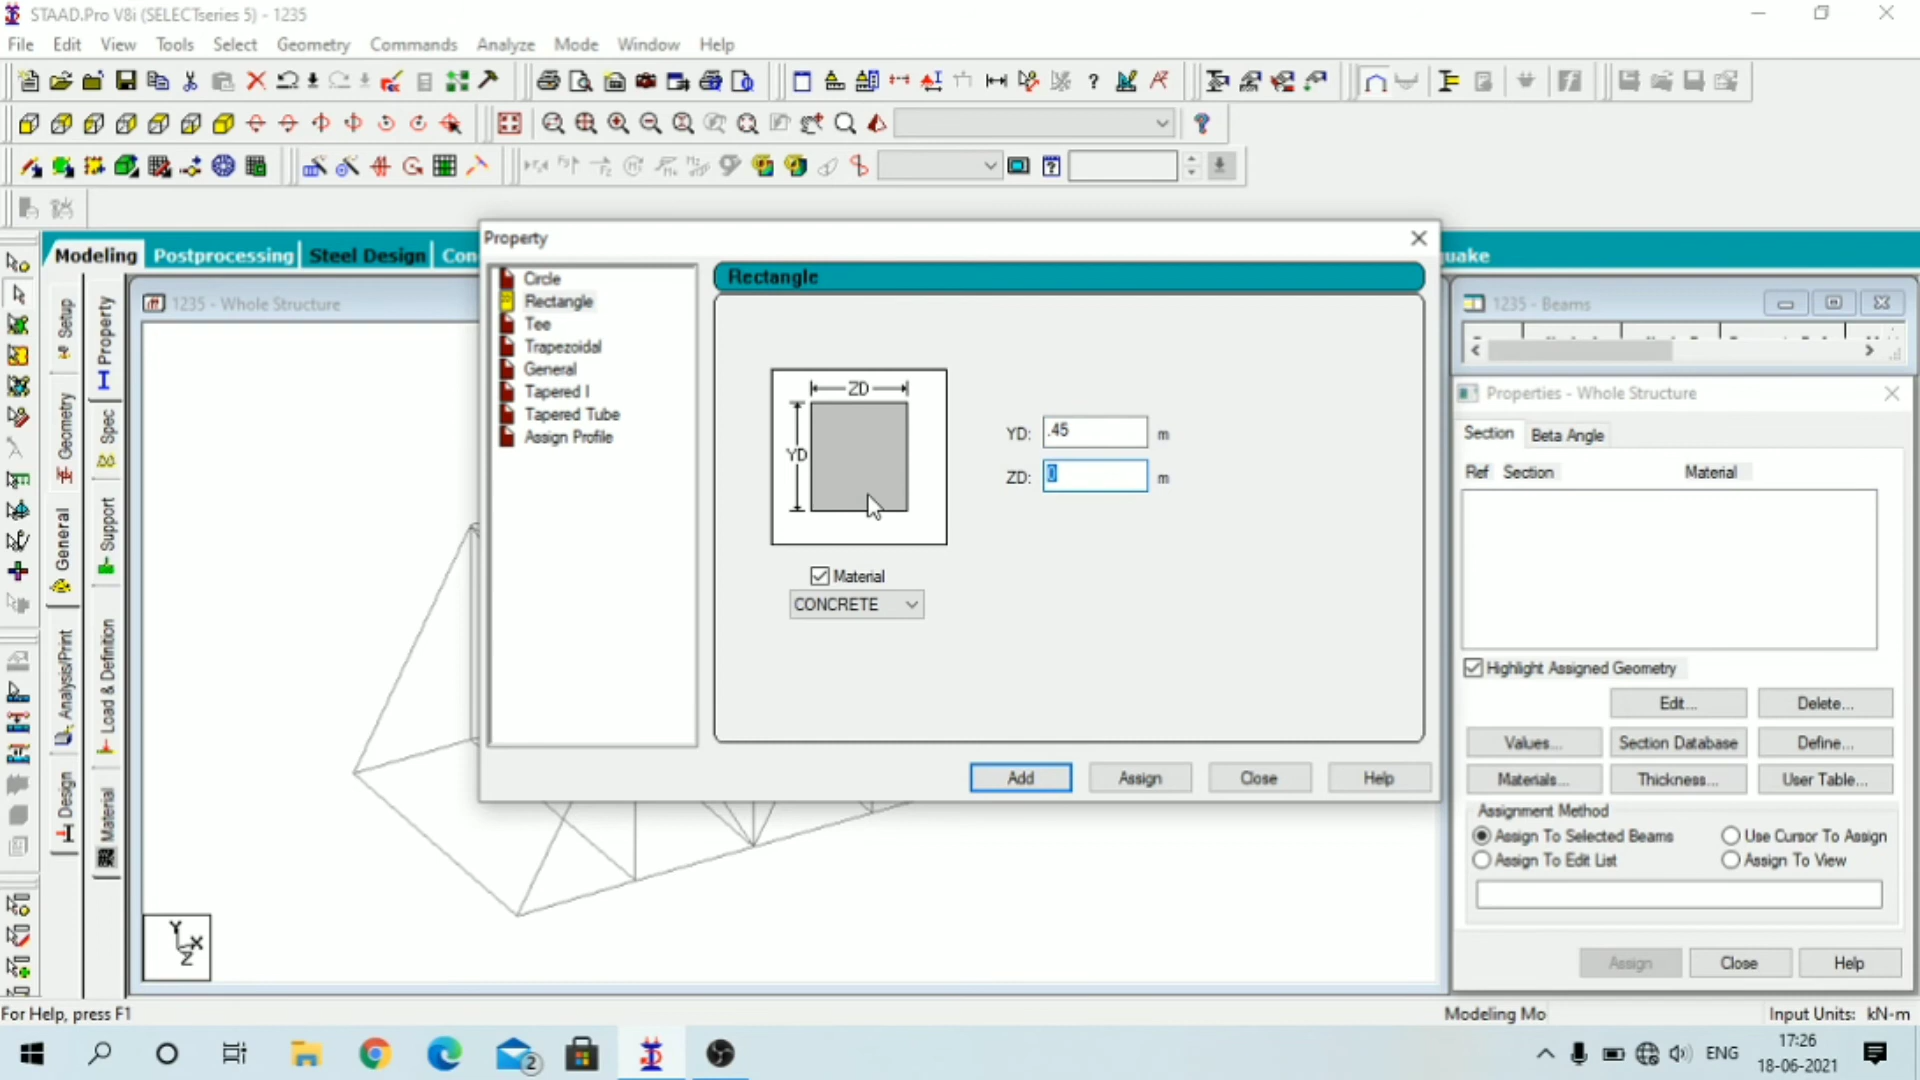 STAAD.Pro V8i (SELECTseries 5) - 1235
File Edit View Tools Select Geometry Commands Analyze Mode Window Help
Modeling Postprocessing Steel Design Con
uake
Property
Circle
Rectangle
Tee
Trapezoidal
General
Tapered I
Tapered Tube
Assign Profile
Rectangle
ZD
YD
YD: .45 m
ZD: 0 m
Material
CONCRETE
Add Assign Close Help
1235 - Whole Structure
Setup
Geometry
General
Analysis/Print
Design
Property
Spec
Support
Load & Definition
Material
Y
X
Z
1235 - Beams
Properties - Whole Structure
Section Beta Angle
Ref Section Material
Highlight Assigned Geometry
Edit... Delete...
Values... Section Database Define...
Materials... Thickness... User Table...
Assignment Method
Assign To Selected Beams Use Cursor To Assign
Assign To Edit List Assign To View
Assign Close Help
For Help, press F1
Modeling Mo Input Units: kN-m
2
ENG
17:26
18-06-2021